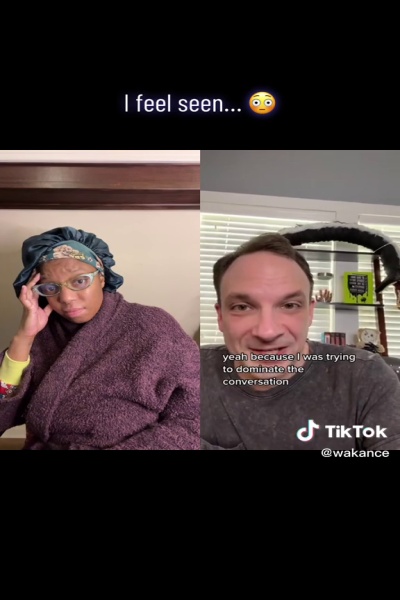 I feel seen... 😳
yeah because I was trying
to dominate the
conversation
TikTok
@wakance